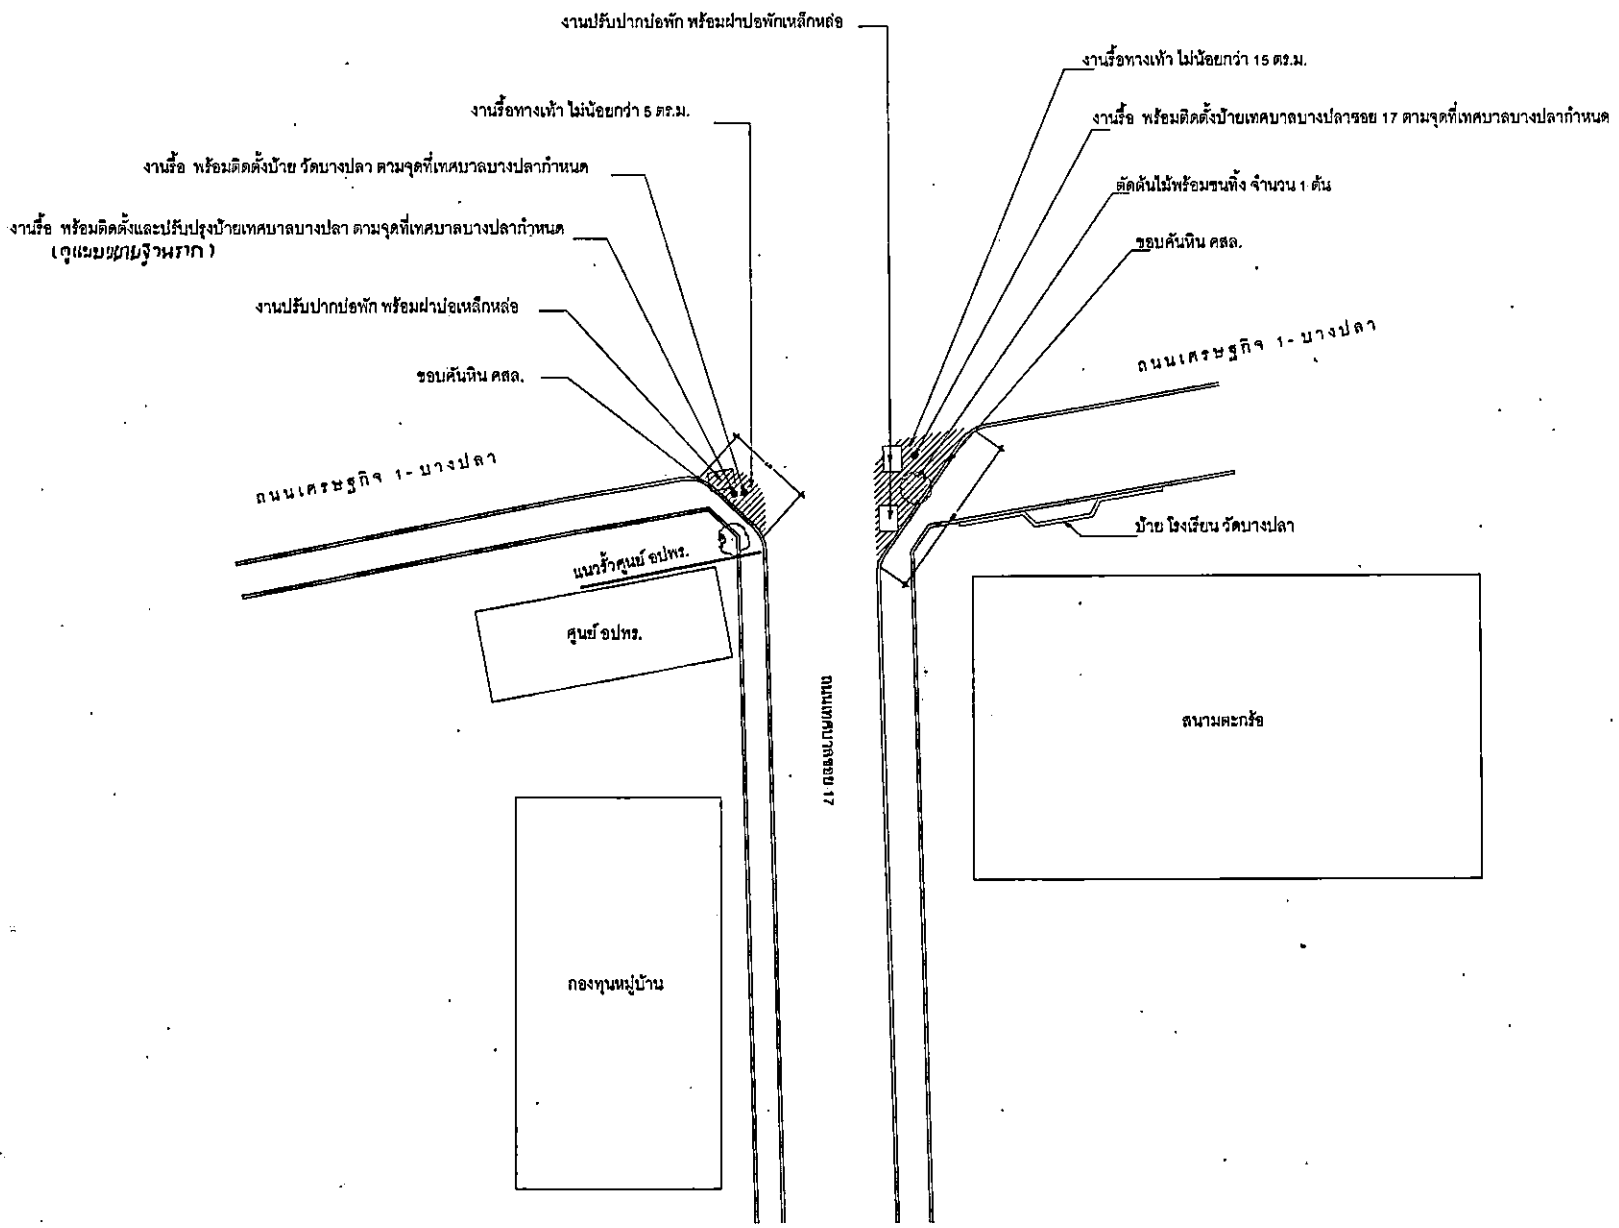 งานปรับปากบ่อพัก พร้อมฝาบ่อพักเหล็กหล่อ
งานรื้อทางเท้า ไม่น้อยกว่า 15 ตร.ม.
งานรื้อทางเท้า ไม่น้อยกว่า 5 ตร.ม.
งานรื้อ พร้อมติดตั้งป้ายเทศบาลบางปลาซอย 17 ตามจุดที่เทศบาลบางปลากำหนด
งานรื้อ พร้อมติดตั้งป้าย วัดบางปลา ตามจุดที่เทศบาลบางปลากำหนด
ตัดต้นไม้พร้อมขนทิ้ง จำนวน 1 ต้น
งานรื้อ พร้อมติดตั้งและปรับปรุงป้ายเทศบาลบางปลา ตามจุดที่เทศบาลบางปลากำหนด
(ดูแบบขยายฐานราก)
ขอบคันหิน คสล.
งานปรับปากบ่อพัก พร้อมฝาบ่อเหล็กหล่อ
ถนนเศรษฐกิจ 1- บางปลา
ขอบคันหิน คสล.
ถนนเศรษฐกิจ 1- บางปลา
ป้าย โรงเรียน วัดบางปลา
แนวรั้วศูนย์ อปพร.
ศูนย์ อปพร.
ถนนเทศบาลซอย 17
สนามตะกร้อ
กองทุนหมู่บ้าน